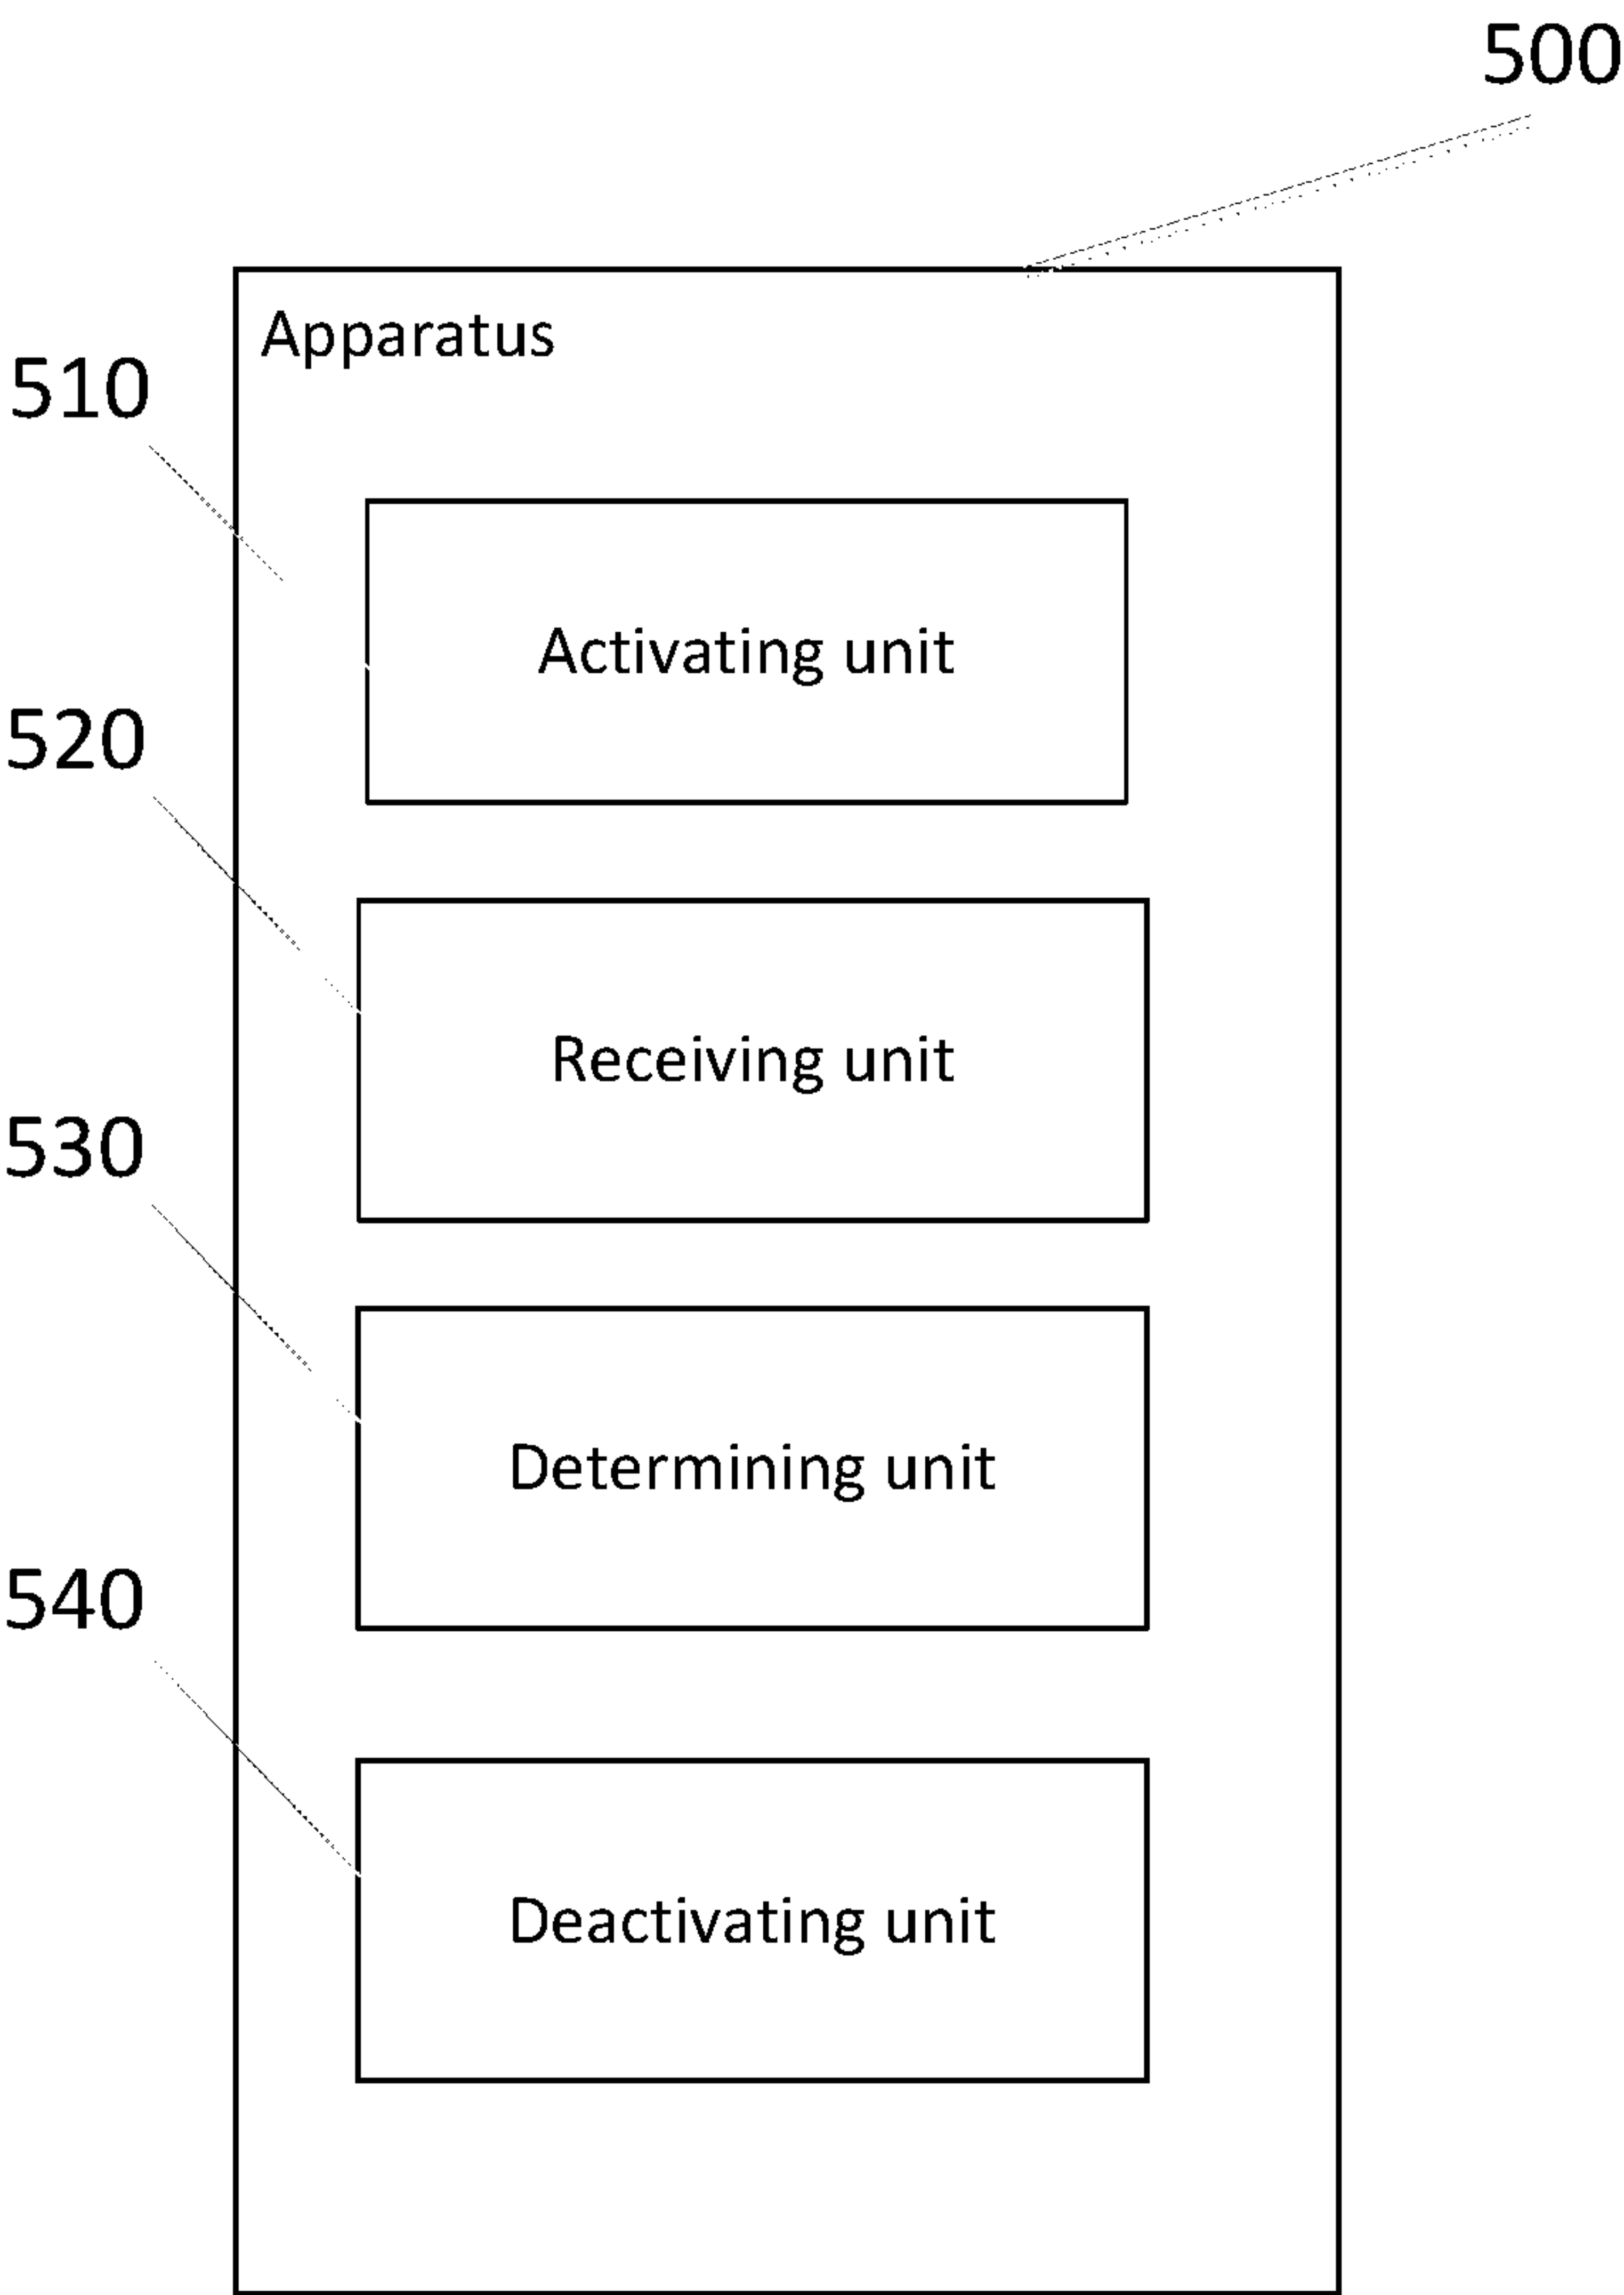 500
Apparatus
510
Activating unit
520
Receiving unit
530
Determining unit
540
Deactivating unit